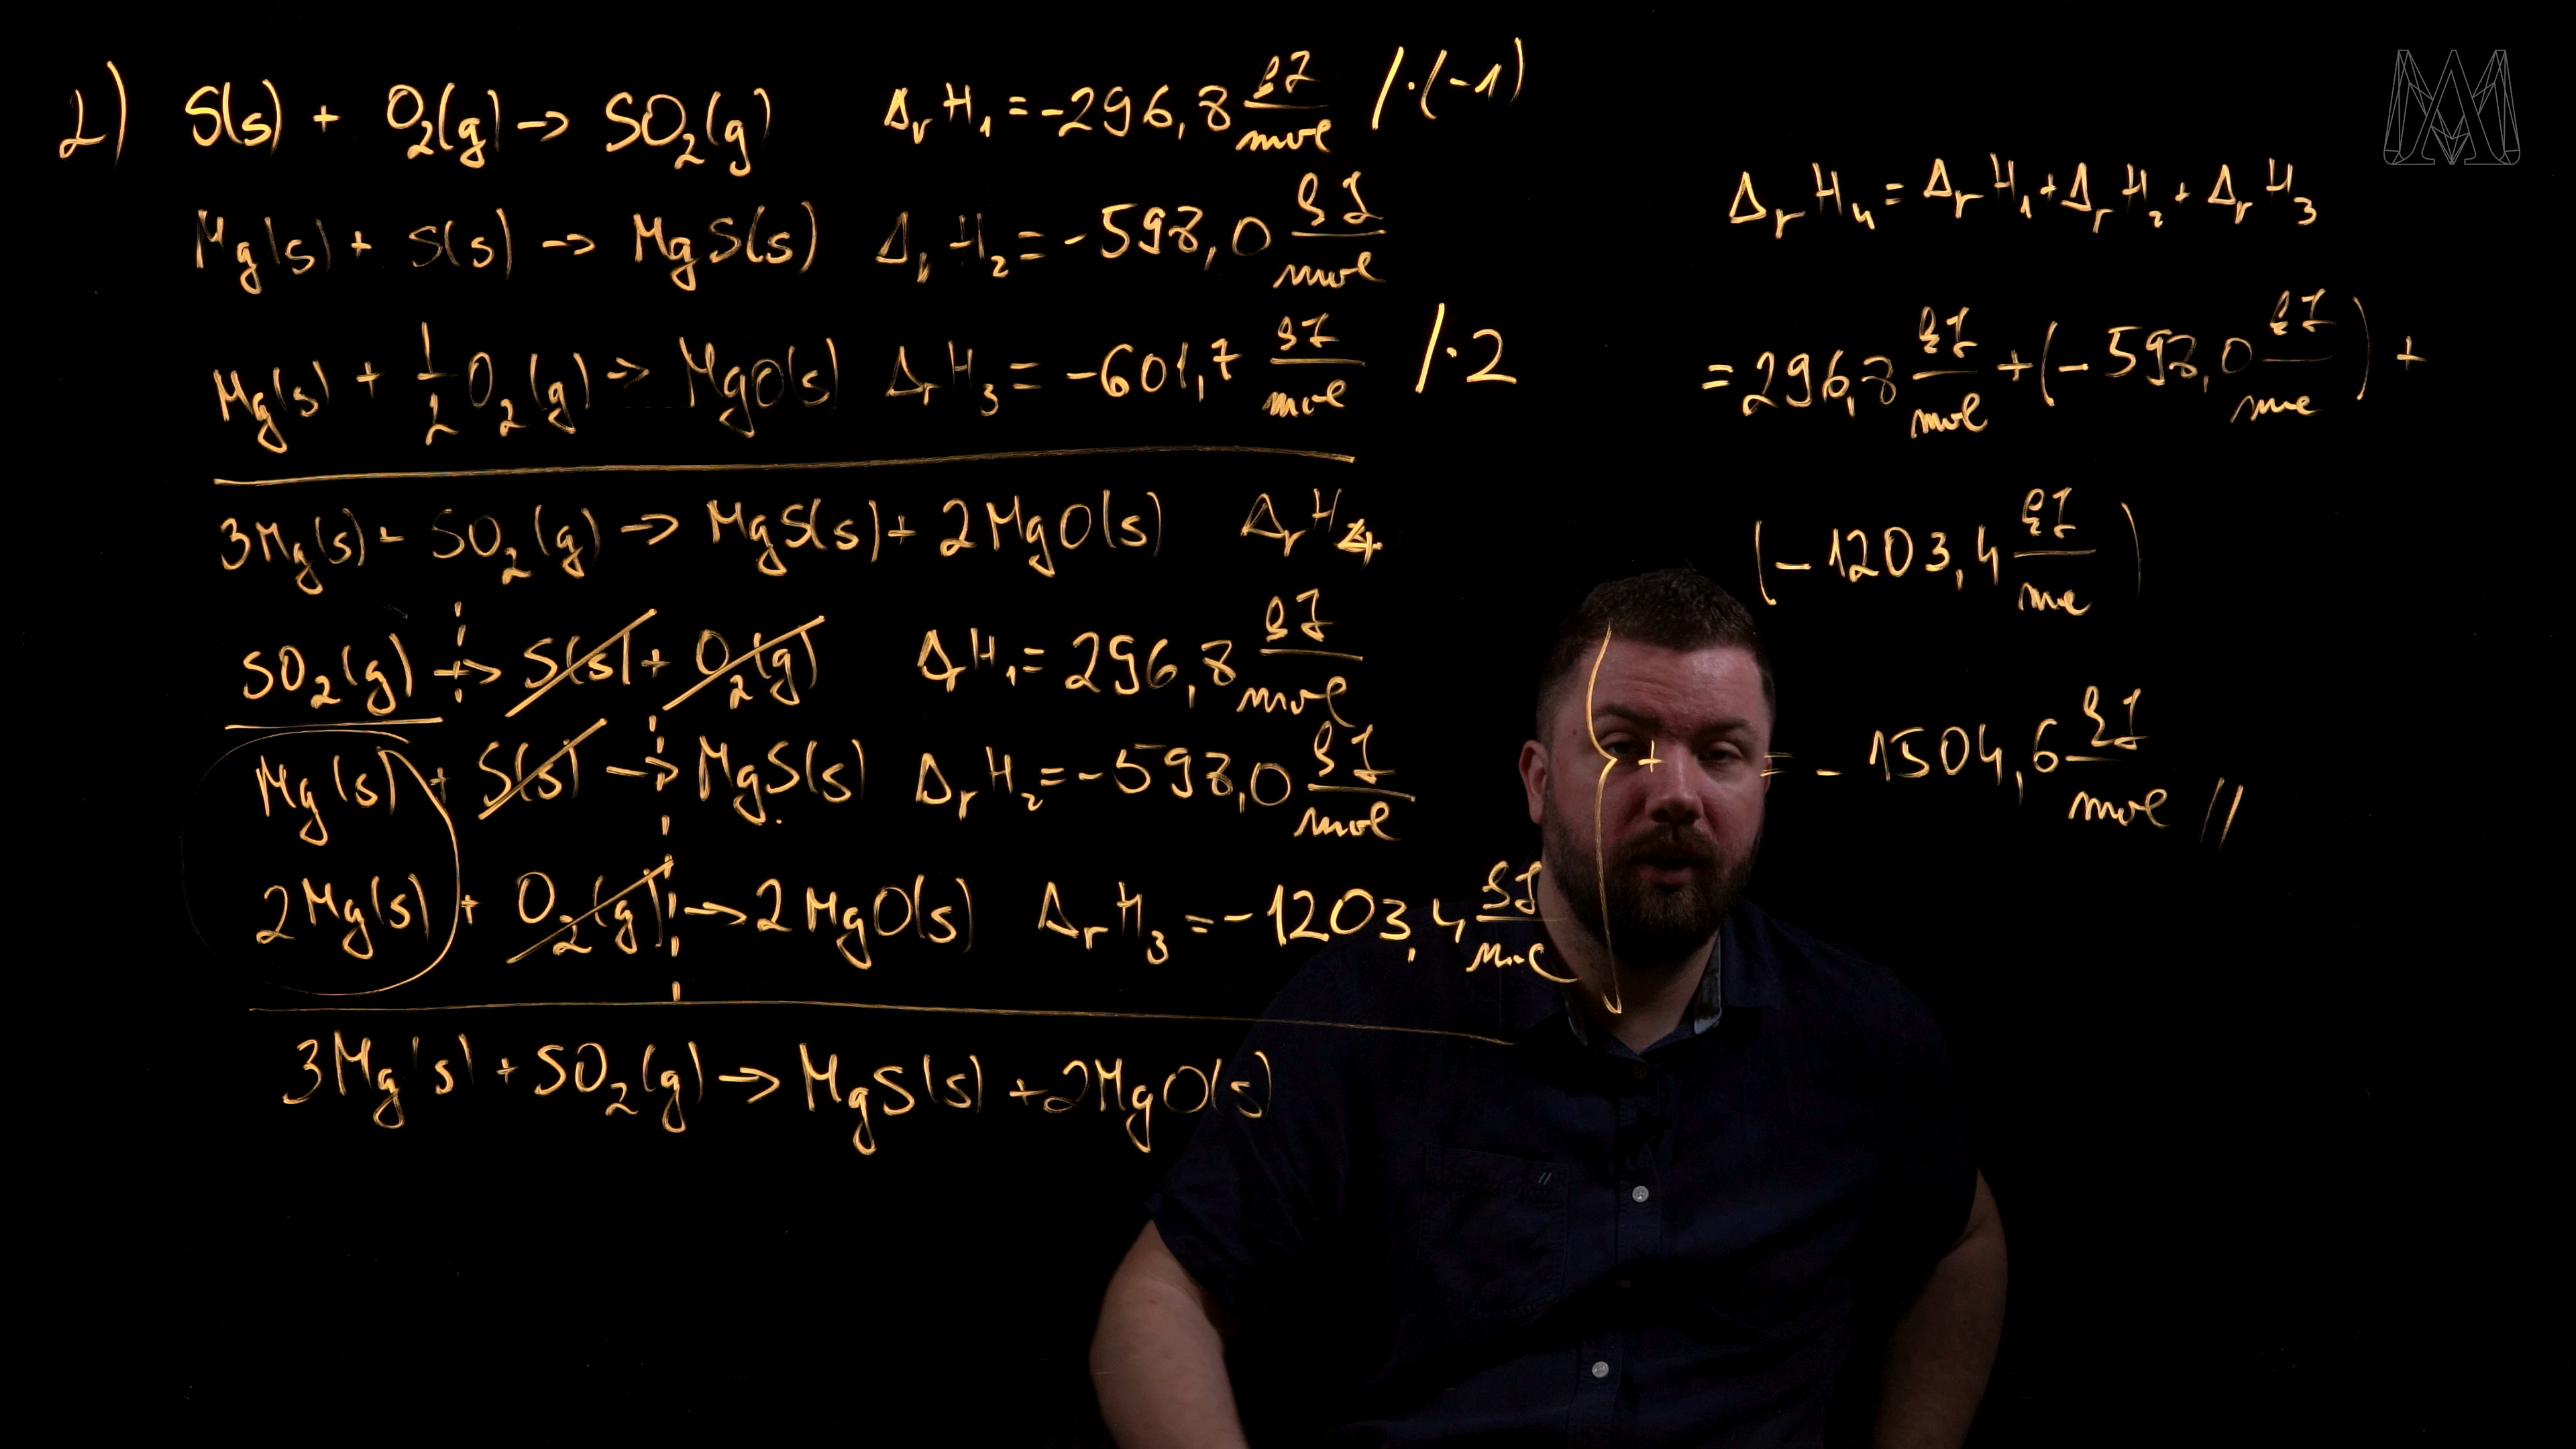 2) S(s) + O₂(g) → SO₂(g) ΔᵣH₁ = -296,8 kJ/mol /·(-1)
Mg(s) + S(s) → MgS(s) ΔᵣH₂ = -598,0 kJ/mol
Mg(s) + 1/2 O₂(g) → MgO(s) ΔᵣH₃ = -601,7 kJ/mol /·2
3Mg(s) + SO₂(g) → MgS(s) + 2MgO(s) ΔᵣH₄
SO₂(g) → S(s) + O₂(g) ΔH₁ = 296,8 kJ/mol
Mg(s) + S(s) → MgS(s) ΔᵣH₂ = -598,0 kJ/mol
2Mg(s) + O₂(g) → 2MgO(s) ΔᵣH₃ = -1203,4 kJ/mol
+
3Mg(s) + SO₂(g) → MgS(s) + 2MgO(s)
ΔᵣH₄ = ΔᵣH₁ + ΔᵣH₂ + ΔᵣH₃
= 296,8 kJ/mol + (-598,0 kJ/mol) +
(-1203,4 kJ/mol)
= -1504,6 kJ/mol //